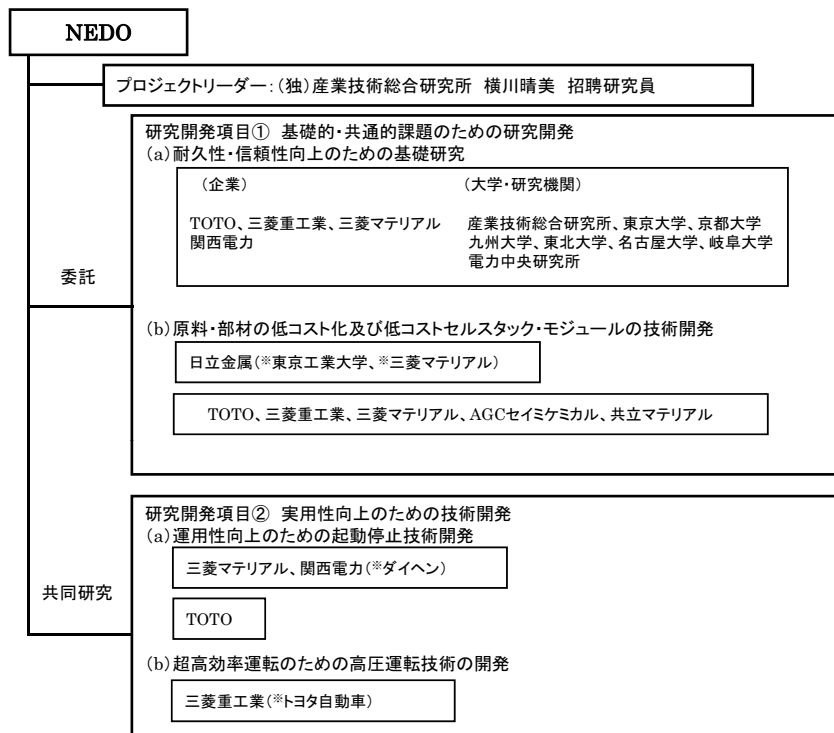 NEDO
プロジェクトリーダー：(独)産業技術総合研究所 横川晴美 招聘研究員
委託
研究開発項目① 基礎的・共通的課題のための研究開発
(a)耐久性・信頼性向上のための基礎研究
(企業) (大学・研究機関)
TOTO、三菱重工業、三菱マテリアル 産業技術総合研究所、東京大学、京都大学
関西電力 九州大学、東北大学、名古屋大学、岐阜大学
電力中央研究所
(b)原料・部材の低コスト化及び低コストセルスタック・モジュールの技術開発
日立金属(※東京工業大学、※三菱マテリアル)
TOTO、三菱重工業、三菱マテリアル、AGCセイミケミカル、共立マテリアル
共同研究
研究開発項目② 実用性向上のための技術開発
(a)運用性向上のための起動停止技術開発
三菱マテリアル、関西電力(※ダイヘン)
TOTO
(b)超高効率運転のための高圧運転技術の開発
三菱重工業(※トヨタ自動車)